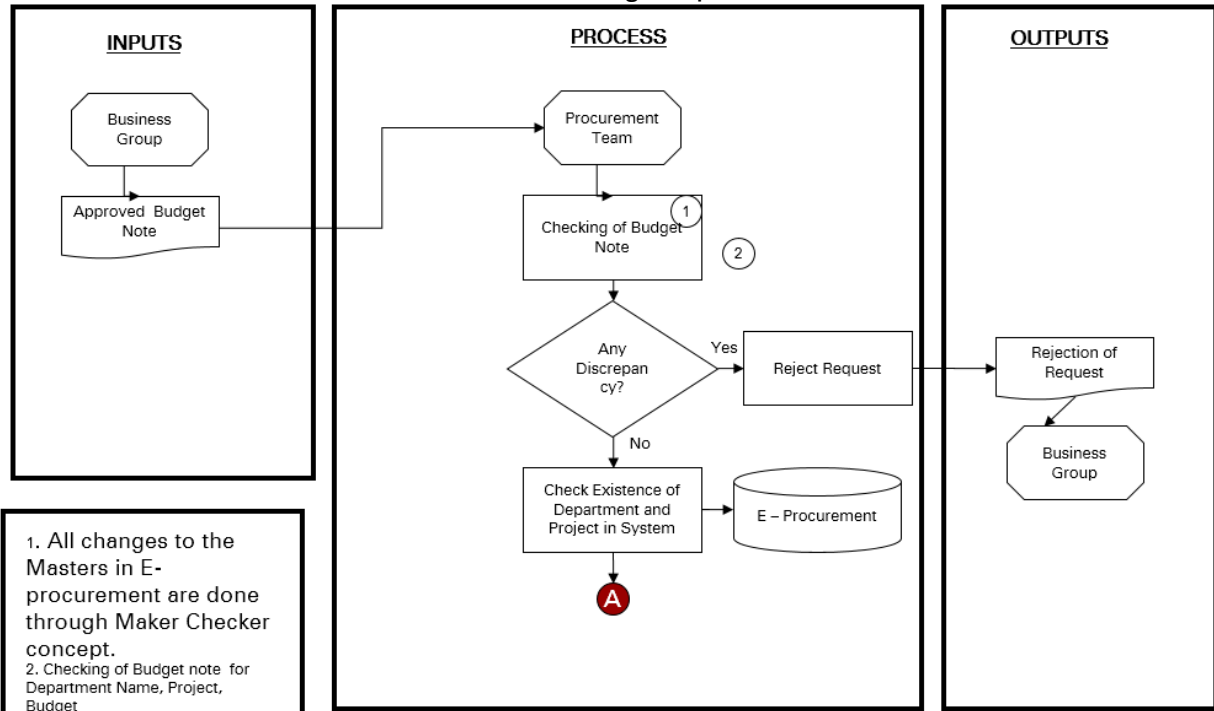 INPUTS
Business
Group
Approved Budget
Note
PROCESS
Procurement
Team
1
Checking of Budget
Note
2
Any
Discrepan
cy?
Yes
Reject Request
No
Check Existence of
Department and
Project in System
E – Procurement
A
OUTPUTS
Rejection of
Request
Business
Group
1. All changes to the
Masters in E-
procurement are done
through Maker Checker
concept.
2. Checking of Budget note for
Department Name, Project,
Budget